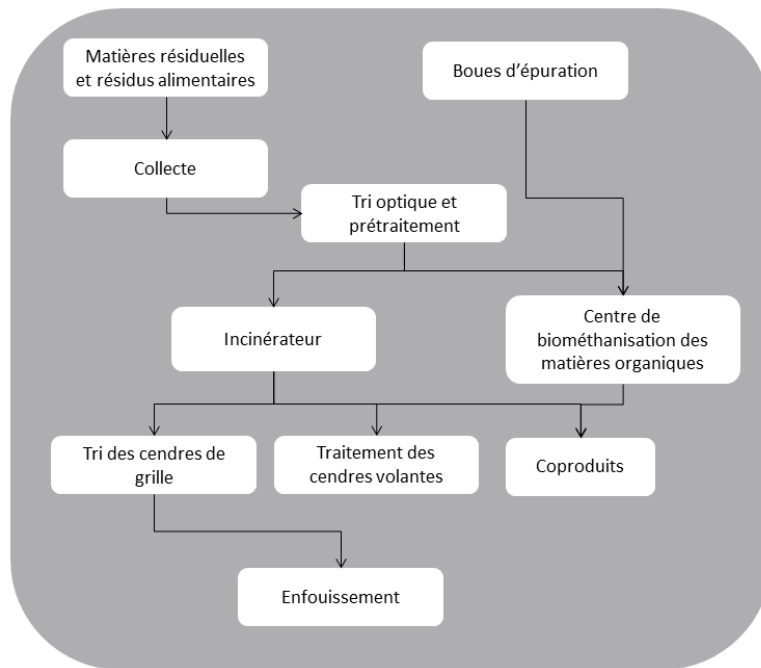 Matières résiduelles
et résidus alimentaires
Boues d'épuration
Collecte
Tri optique et
prétraitement
Incinérateur
Centre de
biométhanisation des
matières organiques
Tri des cendres de
grille
Traitement des
cendres volantes
Coproduits
Enfouissement